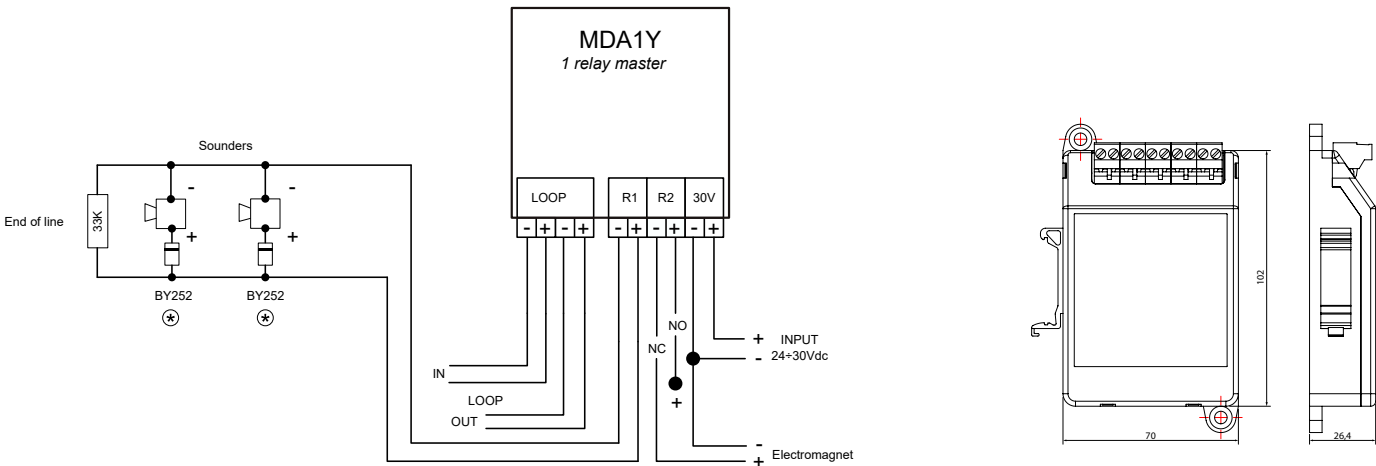 MDA1Y
1 relay master
Sounders
LOOP R1 R2 30V
- + - + - + - + - +
- -
End of line 33K
+ +
BY252 BY252
* *
NO
NC
+ INPUT
- 24÷30Vdc
IN
+
LOOP
OUT
- Electromagnet
+
102
70
26,4